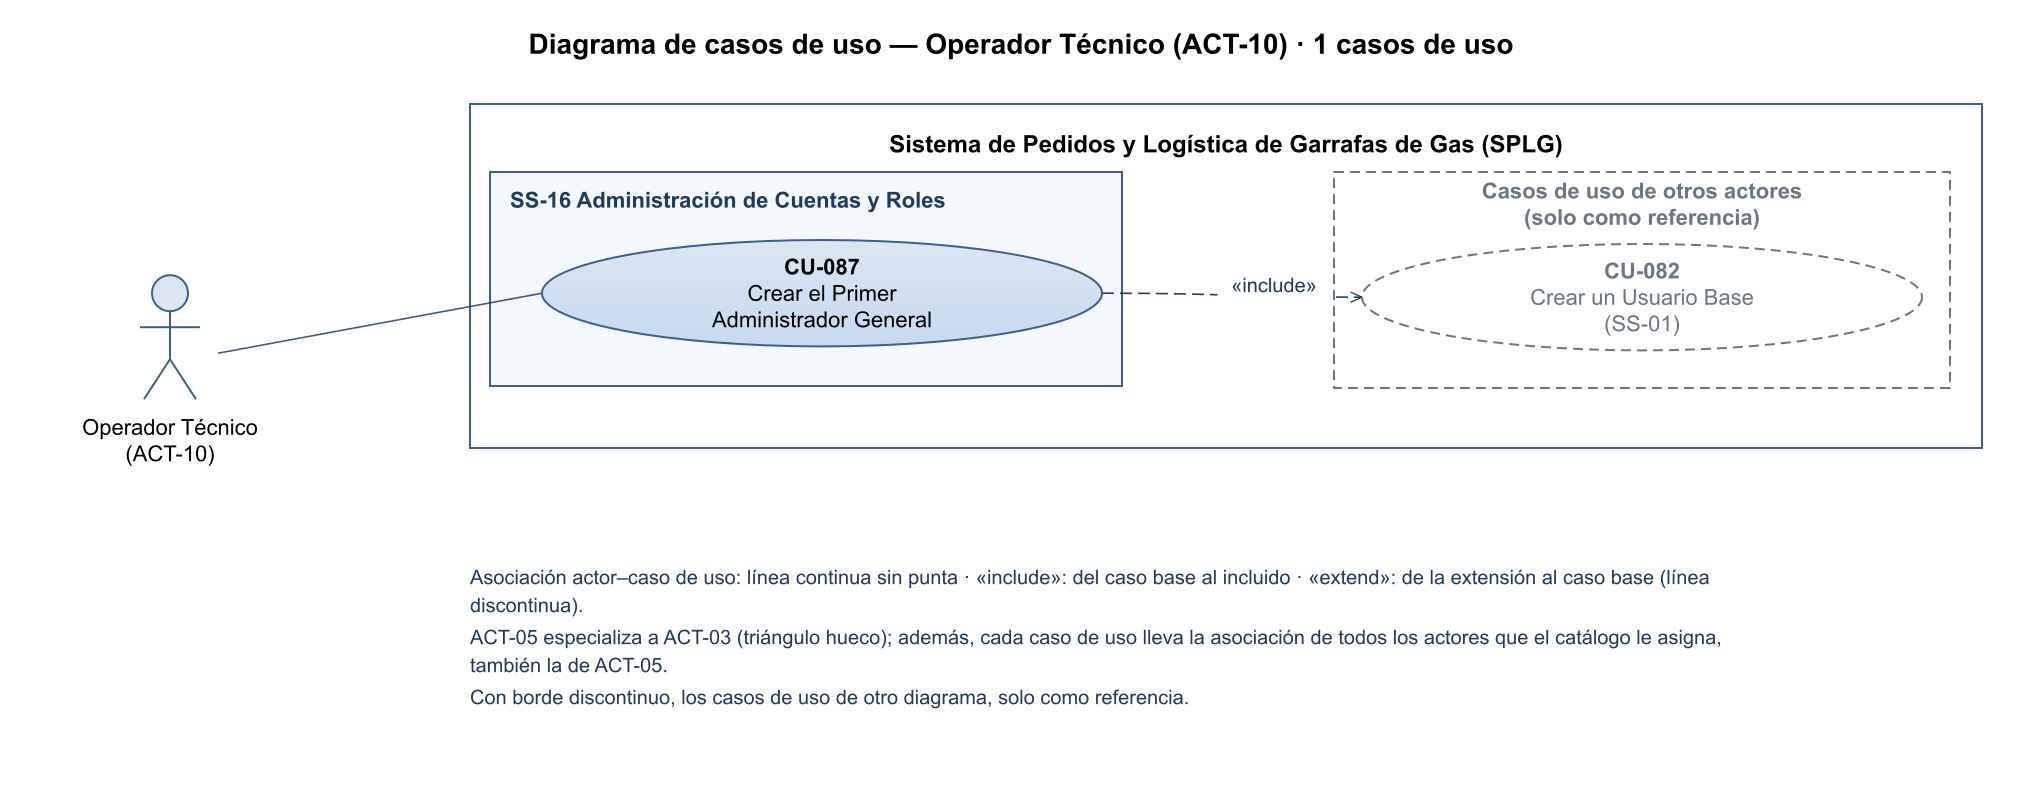 Diagrama de casos de uso — Operador Técnico (ACT-10) · 1 casos de uso
Sistema de Pedidos y Logística de Garrafas de Gas (SPLG)
SS-16 Administración de Cuentas y Roles
CU-087
Crear el Primer
Administrador General
«include»
Casos de uso de otros actores
(solo como referencia)
CU-082
Crear un Usuario Base
(SS-01)
Operador Técnico
(ACT-10)
Asociación actor–caso de uso: línea continua sin punta · «include»: del caso base al incluido · «extend»: de la extensión al caso base (línea
discontinua).
ACT-05 especializa a ACT-03 (triángulo hueco); además, cada caso de uso lleva la asociación de todos los actores que el catálogo le asigna,
también la de ACT-05.
Con borde discontinuo, los casos de uso de otro diagrama, solo como referencia.